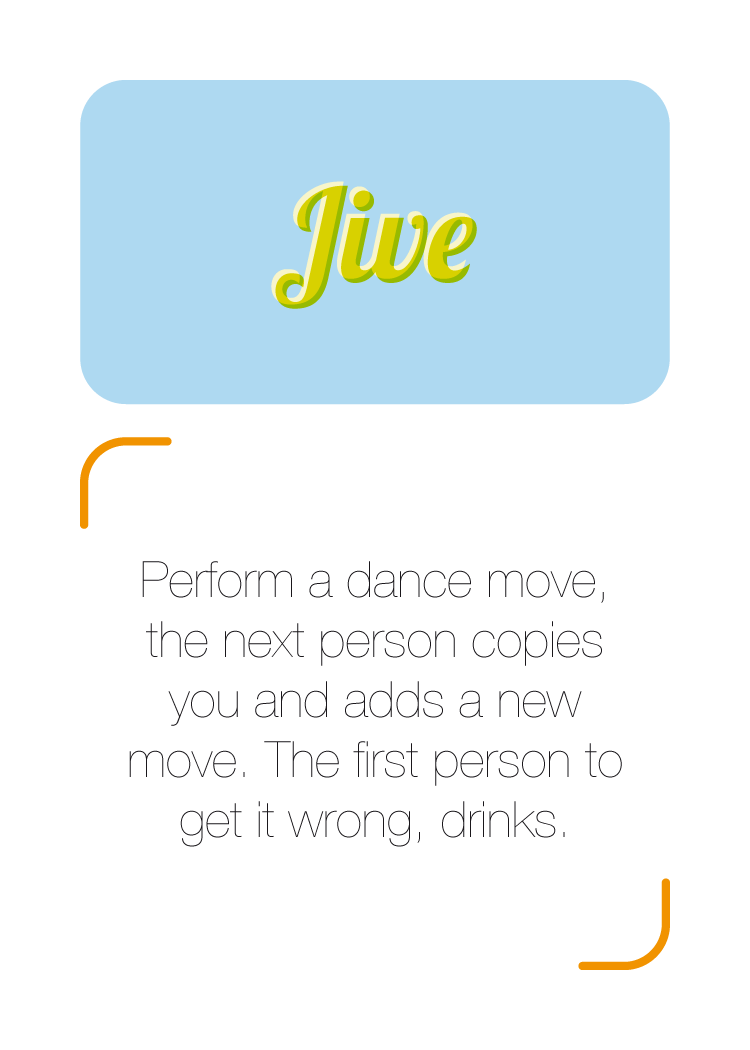 Jive
Perform a dance move,
the next person copies
you and adds a new
move. The first person to
get it wrong, drinks.